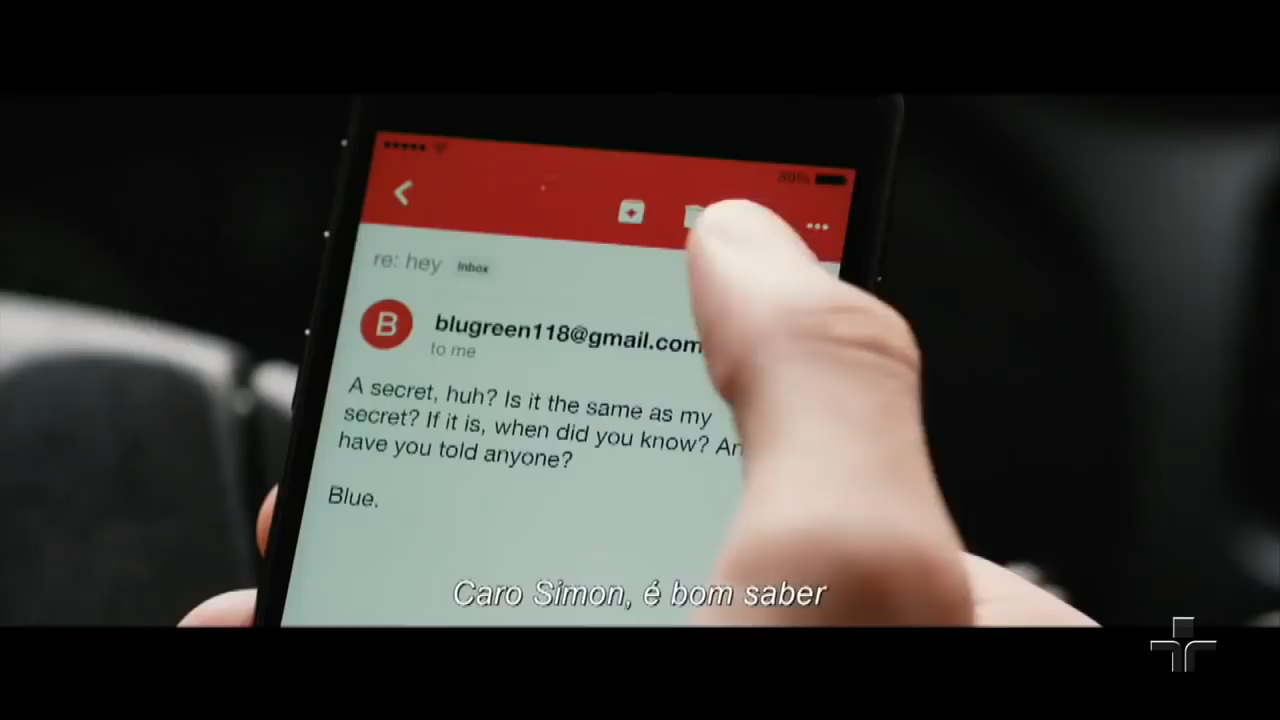 89%
re: hey Inbox
B
blugreen118@gmail.com
to me
A secret, huh? Is it the same as my
secret? If it is, when did you know? An
have you told anyone?
Blue.
Caro Simon, é bom saber